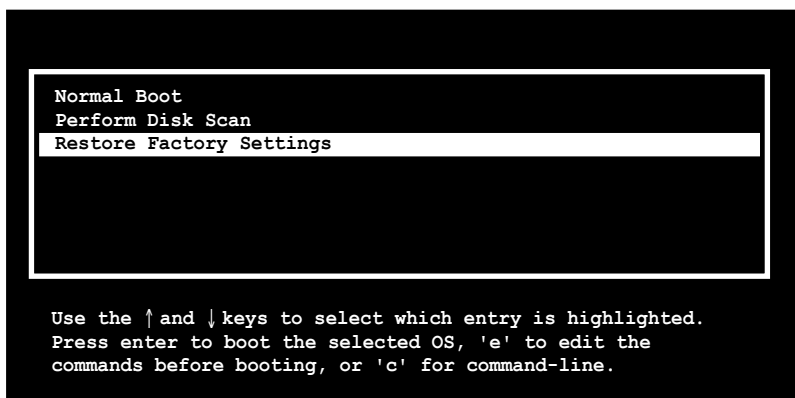 Normal Boot
Perform Disk Scan
Restore Factory Settings
Use the ↑ and ↓ keys to select which entry is highlighted.
Press enter to boot the selected OS, 'e' to edit the
commands before booting, or 'c' for command-line.